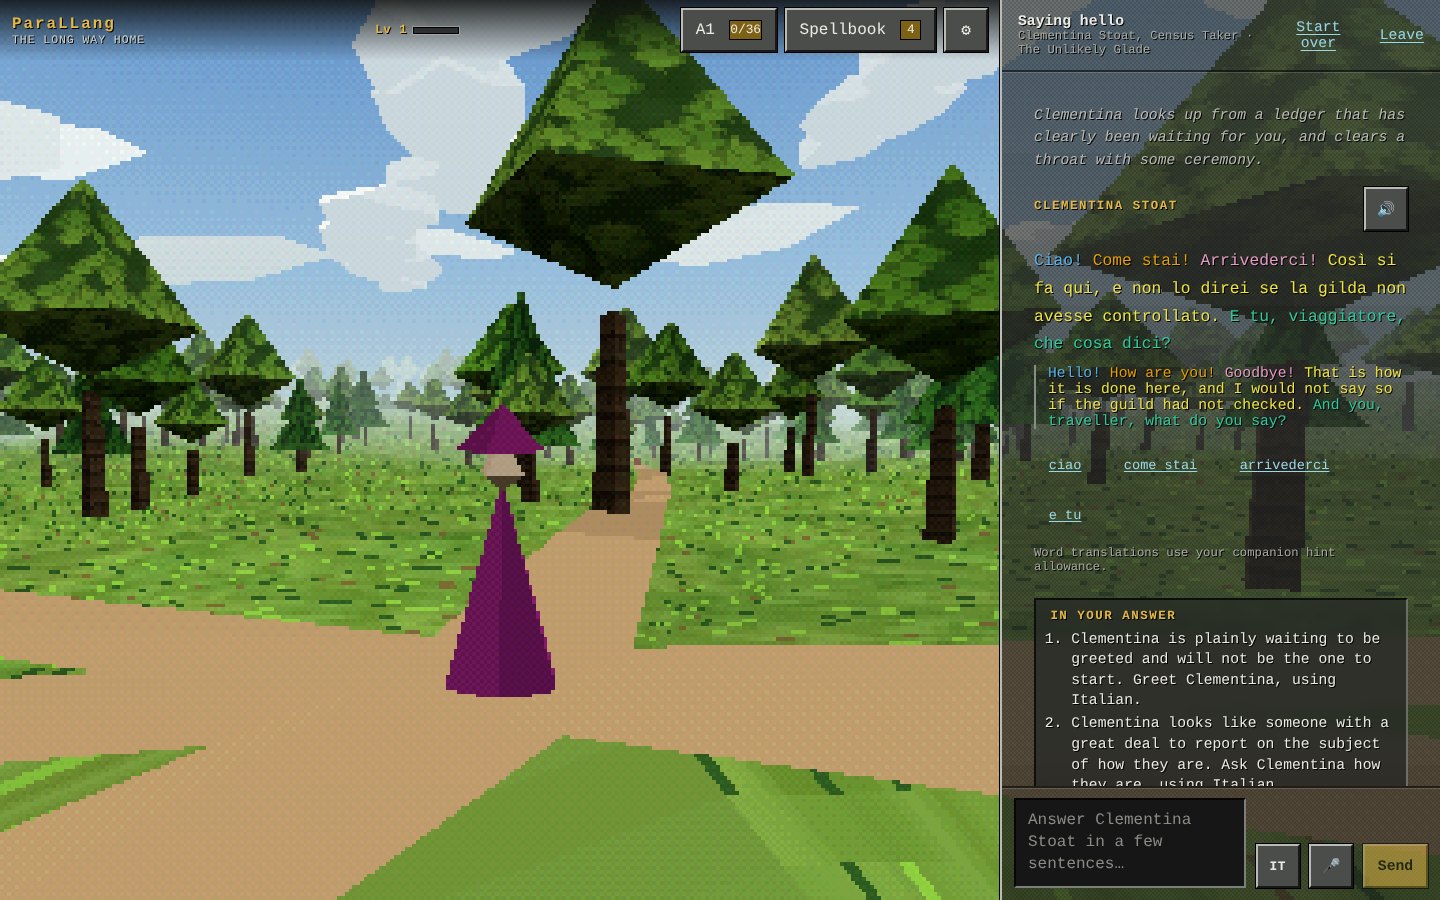 ParaLLang
THE LONG WAY HOME
Lv 1
A1 0/36
Spellbook 4
Saying hello
Clementina Stoat, Census Taker ·
The Unlikely Glade
Start
over
Leave
Clementina looks up from a ledger that has
clearly been waiting for you, and clears a
throat with some ceremony.
CLEMENTINA STOAT
Ciao! Come stai! Arrivederci! Così si
fa qui, e non lo direi se la gilda non
avesse controllato. E tu, viaggiatore,
che cosa dici?
Hello! How are you! Goodbye! That is how
it is done here, and I would not say so
if the guild had not checked. And you,
traveller, what do you say?
ciao come stai arrivederci
e tu
Word translations use your companion hint
allowance.
IN YOUR ANSWER
1. Clementina is plainly waiting to be
greeted and will not be the one to
start. Greet Clementina, using
Italian.
2. Clementina looks like someone with a
great deal to report on the subject
of how they are. Ask Clementina how
they are, using Italian.
Answer Clementina
Stoat in a few
sentences…
IT
Send